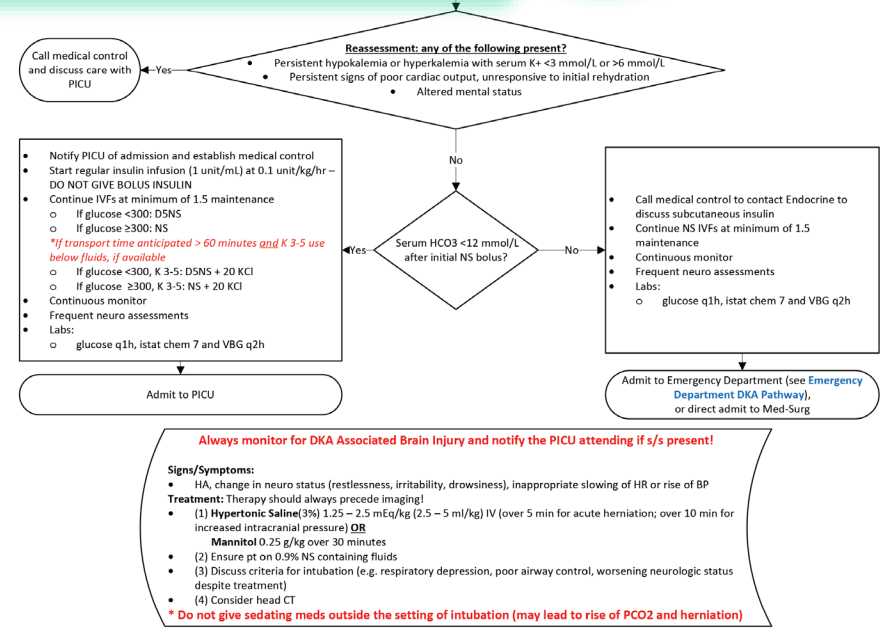 Reassessment: any of the following present?
• Persistent hypokalemia or hyperkalemia with serum K+ <3 mmol/L or >6 mmol/L
• Persistent signs of poor cardiac output, unresponsive to initial rehydration
• Altered mental status
Yes
Call medical control
and discuss care with
PICU
No
Serum HCO3 <12 mmol/L
after initial NS bolus?
Yes
No
• Notify PICU of admission and establish medical control
• Start regular insulin infusion (1 unit/mL) at 0.1 unit/kg/hr –
DO NOT GIVE BOLUS INSULIN
• Continue IVFs at minimum of 1.5 maintenance
o If glucose <300: D5NS
o If glucose ≥300: NS
*If transport time anticipated > 60 minutes and K 3-5 use
below fluids, if available
o If glucose <300, K 3-5: D5NS + 20 KCl
o If glucose ≥300, K 3-5: NS + 20 KCl
• Continuous monitor
• Frequent neuro assessments
• Labs:
o glucose q1h, istat chem 7 and VBG q2h
Admit to PICU
• Call medical control to contact Endocrine to
discuss subcutaneous insulin
• Continue NS IVFs at minimum of 1.5
maintenance
• Continuous monitor
• Frequent neuro assessments
• Labs:
o glucose q1h, istat chem 7 and VBG q2h
Admit to Emergency Department (see Emergency
Department DKA Pathway),
or direct admit to Med-Surg
Always monitor for DKA Associated Brain Injury and notify the PICU attending if s/s present!
Signs/Symptoms:
• HA, change in neuro status (restlessness, irritability, drowsiness), inappropriate slowing of HR or rise of BP
Treatment: Therapy should always precede imaging!
• (1) Hypertonic Saline(3%) 1.25 – 2.5 mEq/kg (2.5 – 5 ml/kg) IV (over 5 min for acute herniation; over 10 min for
increased intracranial pressure) OR
Mannitol 0.25 g/kg over 30 minutes
• (2) Ensure pt on 0.9% NS containing fluids
• (3) Discuss criteria for intubation (e.g. respiratory depression, poor airway control, worsening neurologic status
despite treatment)
• (4) Consider head CT
* Do not give sedating meds outside the setting of intubation (may lead to rise of PCO2 and herniation)